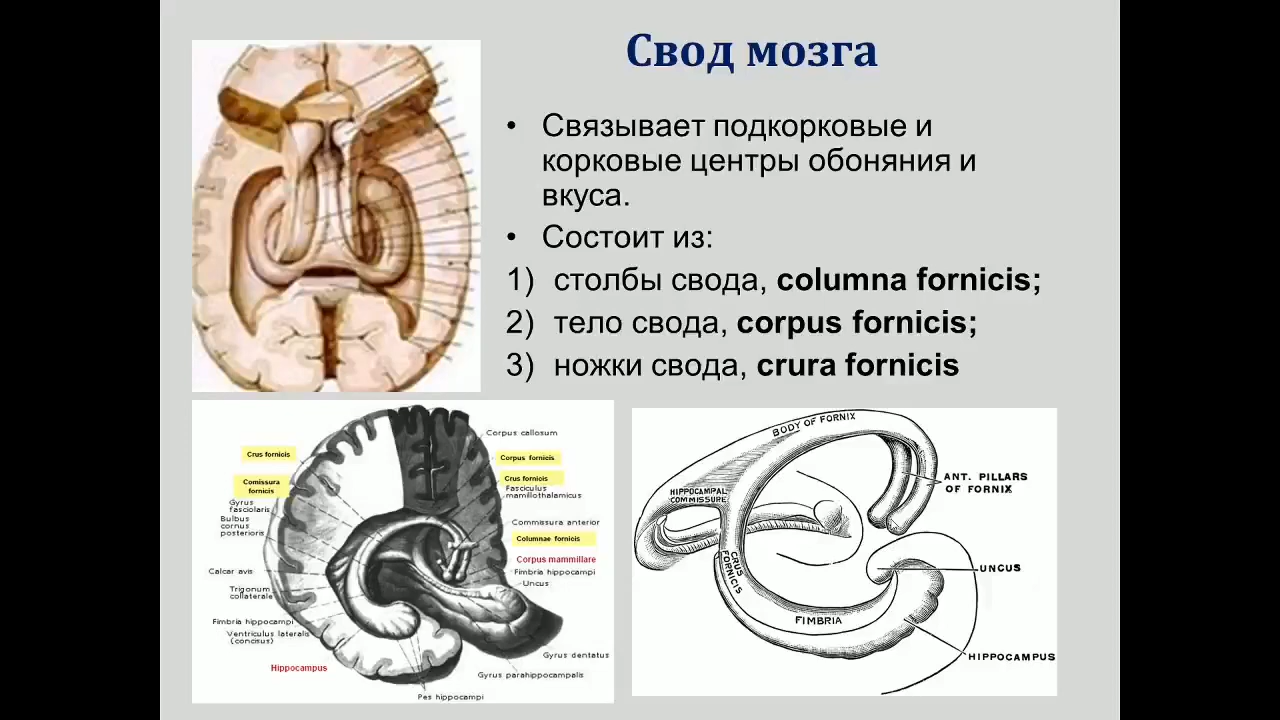 Свод мозга
• Связывает подкорковые и
корковые центры обоняния и
вкуса.
• Состоит из:
1) столбы свода, columna fornicis;
2) тело свода, corpus fornicis;
3) ножки свода, crura fornicis
Crus fornicis
Comissura
fornicis
Gyrus
fasciolaris
Bulbus
cornus
posterioris
Calcar avis
Trigonum
collaterale
Fimbria hippocampi
Ventriculus lateralis
(concisus)
Hippocampus
Corpus callosum
Corpus fornicis
Crus fornicis
Fasciculus
mamillothalamicus
Commissura anterior
Columnae fornicis
Corpus mammillare
Fimbria hippocampi
Uncus
Gyrus dentatus
Gyrus parahippocampalis
Pes hippocampi
BODY OF FORNIX
ANT. PILLARS
OF FORNIX
HIPPOCAMPAL
COMMISSURE
CRUS
FORNICIS
UNCUS
FIMBRIA
HIPPOCAMPUS